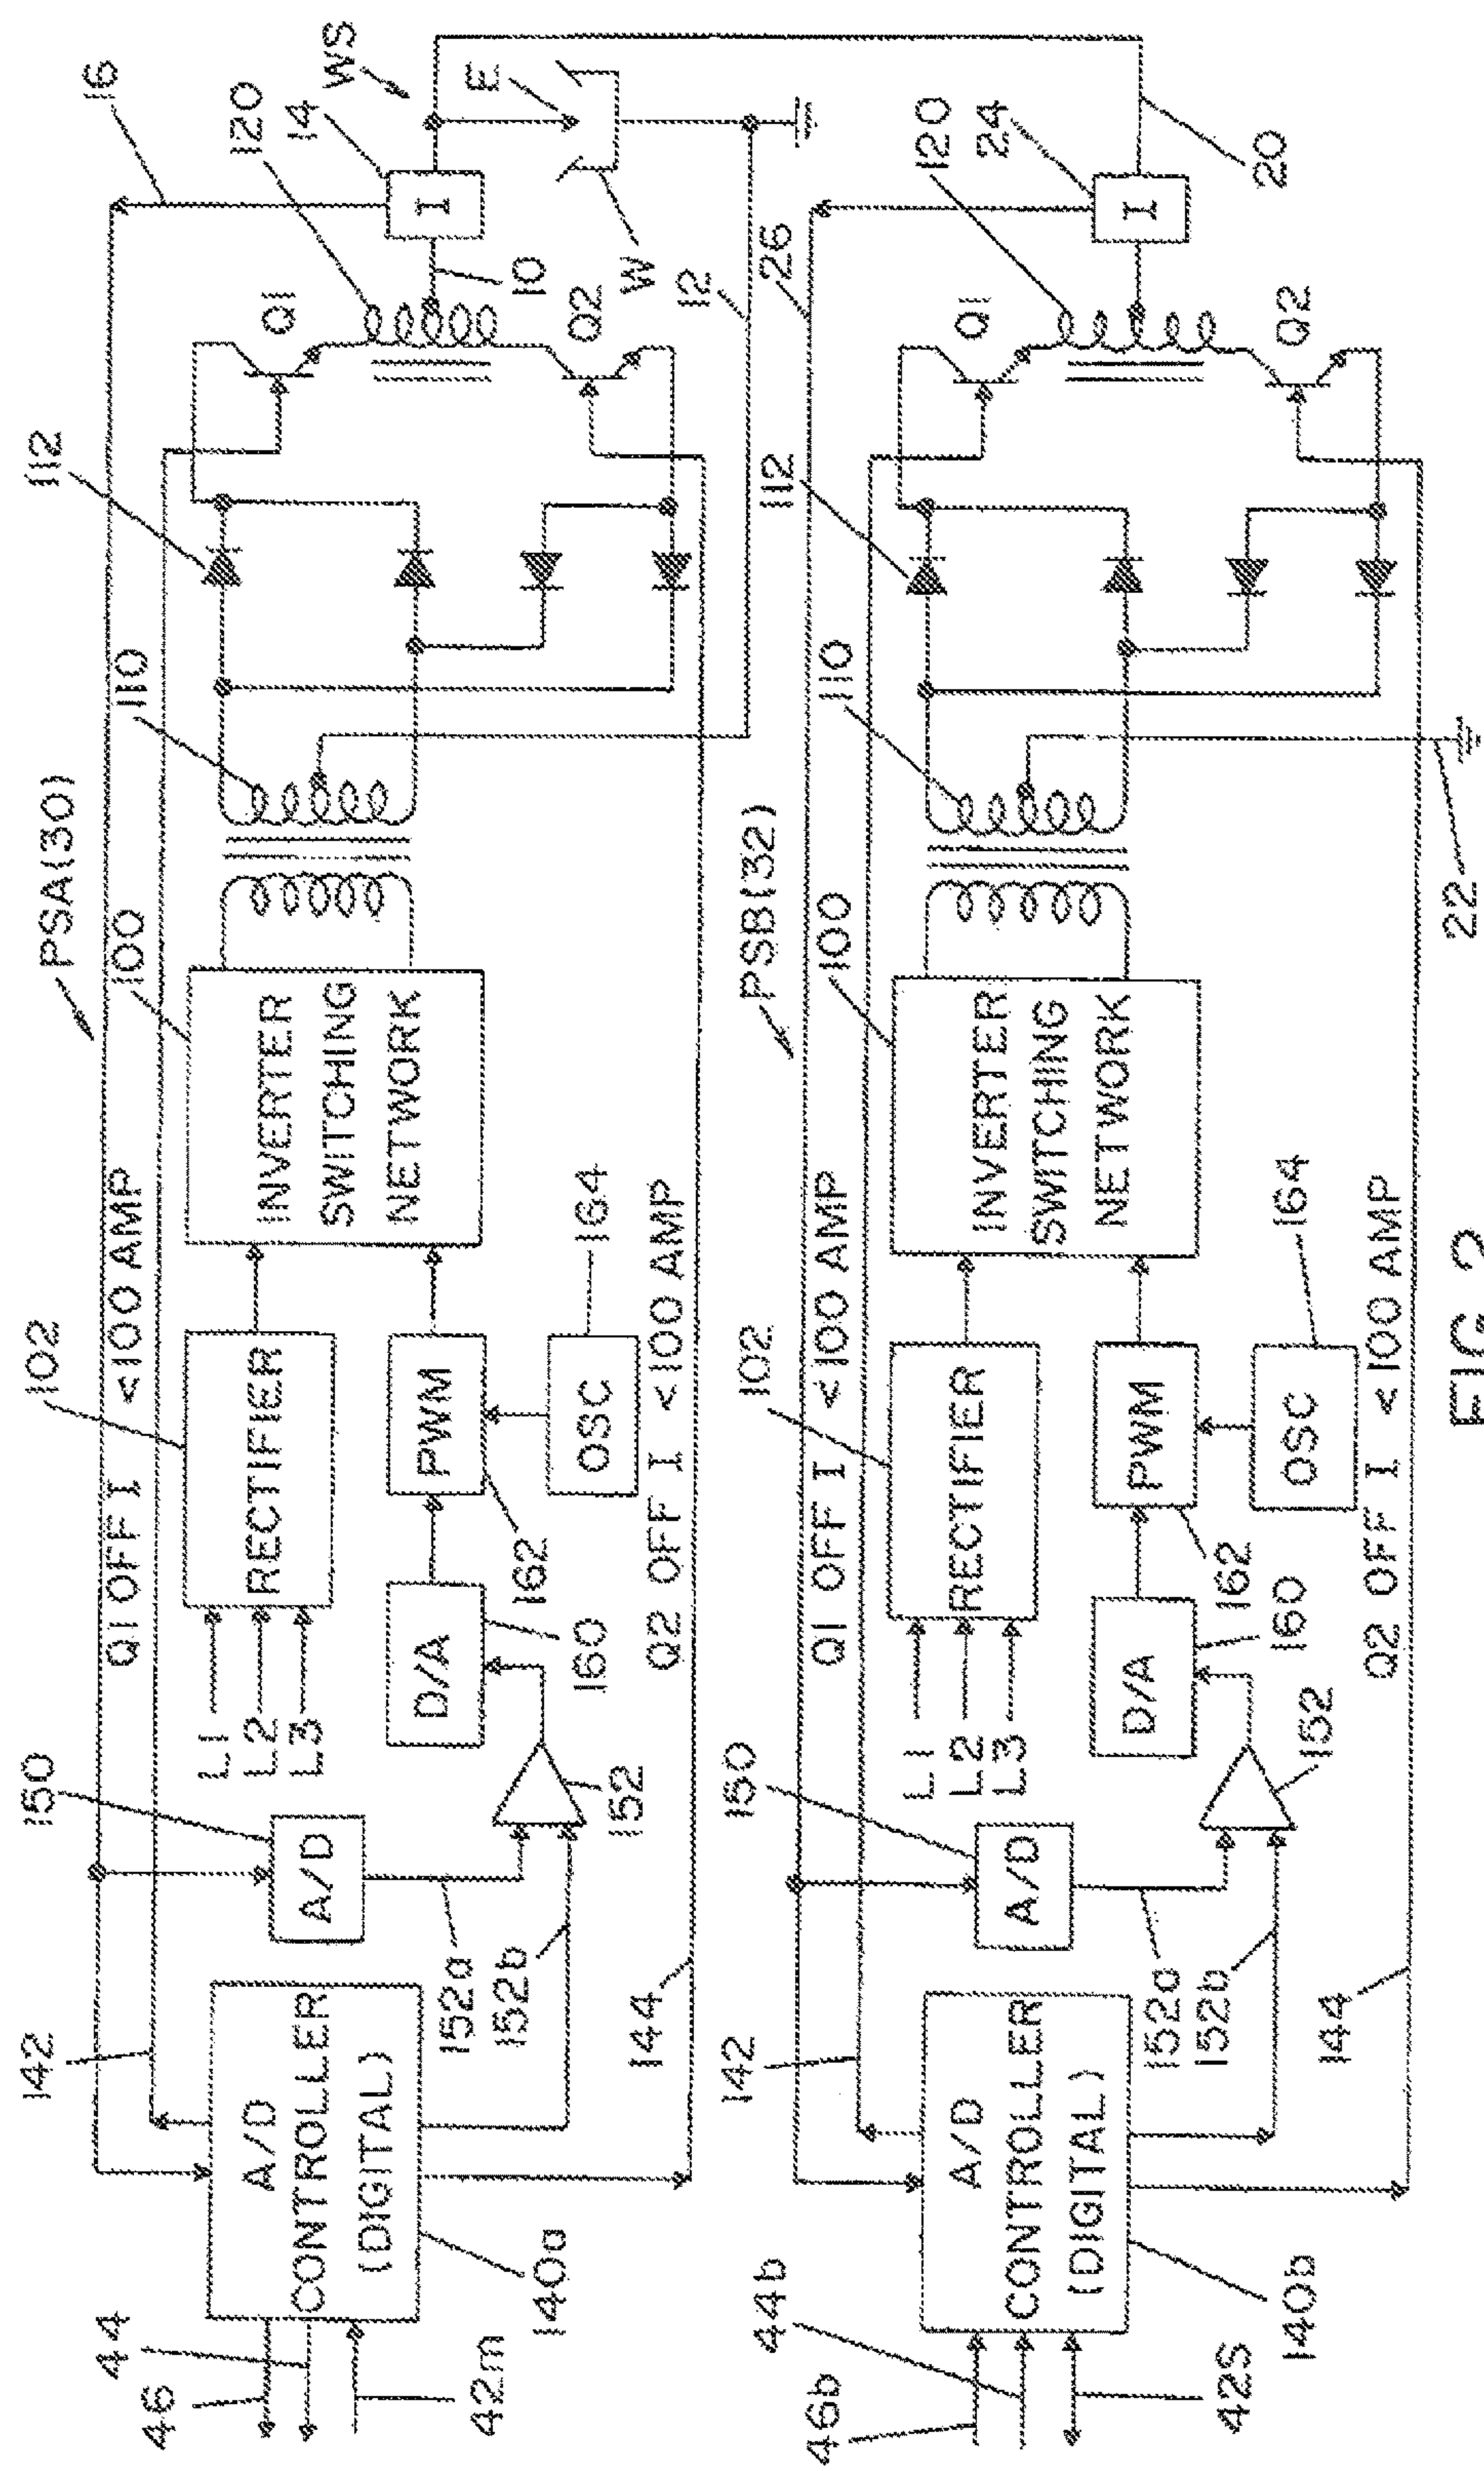 PSA(30)
16
WS
142
150
102
100
110
112
120
14
E
Q1 OFF I < 100 AMP
46
44
42m
A/D
CONTROLLER
(DIGITAL)
140a
A/D
152a
152b
152
L1
L2
L3
RECTIFIER
D/A
160
PWM
162
OSC
164
INVERTER
SWITCHING
NETWORK
Q1
Q2
I
10
W
12
144
Q2 OFF I < 100 AMP
PSB(32)
26
142
150
102
100
110
112
120
24
Q1 OFF I < 100 AMP
46b
44b
42S
A/D
CONTROLLER
(DIGITAL)
140b
A/D
152a
152b
152
L1
L2
L3
RECTIFIER
D/A
160
PWM
162
OSC
164
INVERTER
SWITCHING
NETWORK
Q1
Q2
I
20
22
144
Q2 OFF I < 100 AMP
FIG. 2